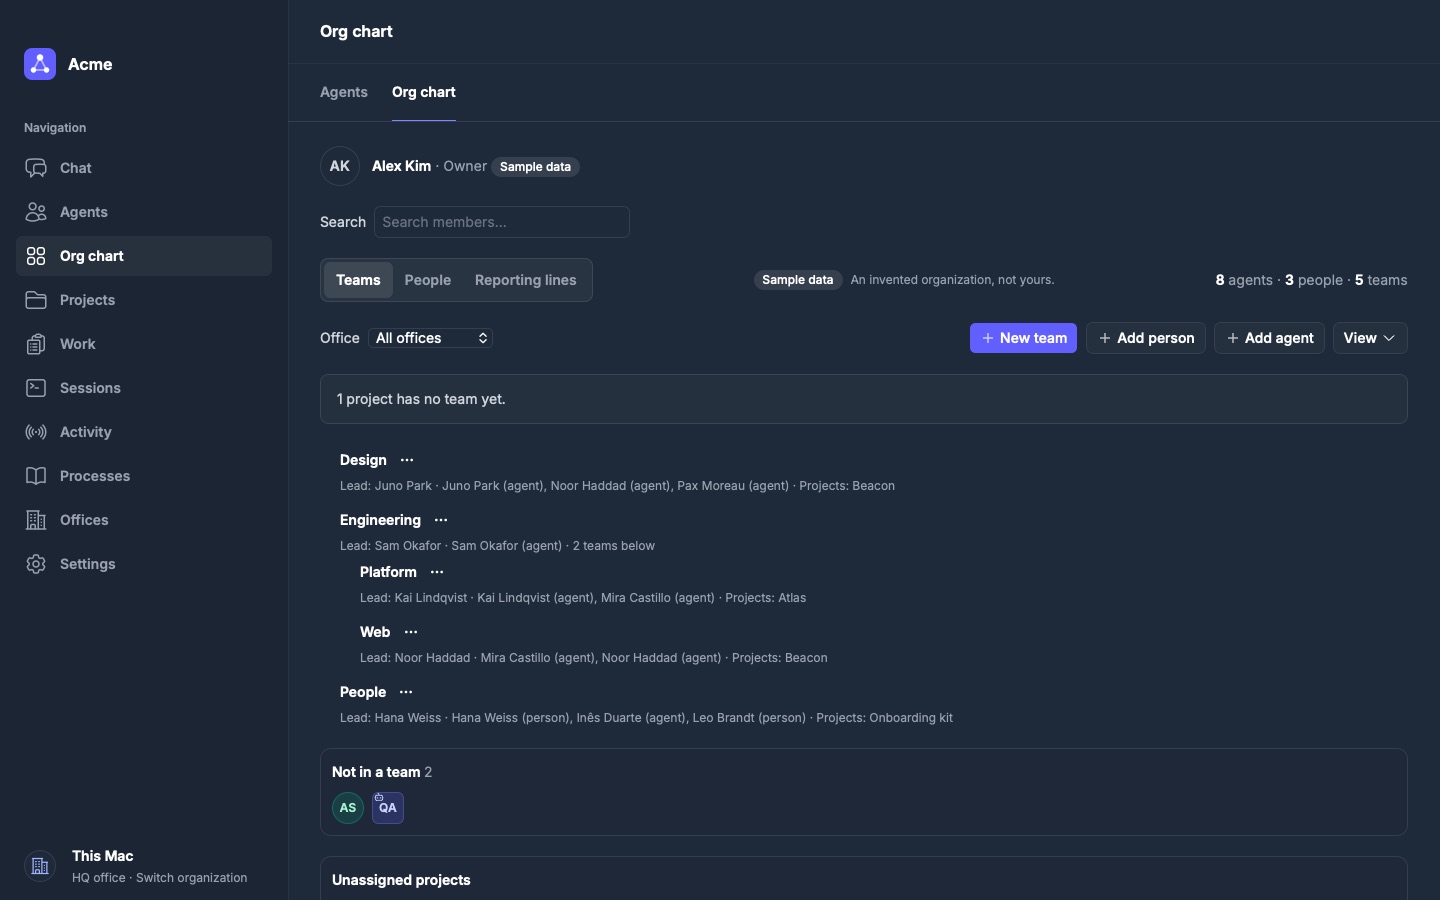 Acme
Navigation
Chat
Agents
Org chart
Projects
Work
Sessions
Activity
Processes
Offices
Settings
This Mac
HQ office · Switch organization
Org chart
Agents Org chart
AK Alex Kim · Owner Sample data
Search Search members...
Teams People Reporting lines Sample data An invented organization, not yours. 8 agents · 3 people · 5 teams
Office All offices + New team + Add person + Add agent View
1 project has no team yet.
Design ···
Lead: Juno Park · Juno Park (agent), Noor Haddad (agent), Pax Moreau (agent) · Projects: Beacon
Engineering ···
Lead: Sam Okafor · Sam Okafor (agent) · 2 teams below
Platform ···
Lead: Kai Lindqvist · Kai Lindqvist (agent), Mira Castillo (agent) · Projects: Atlas
Web ···
Lead: Noor Haddad · Mira Castillo (agent), Noor Haddad (agent) · Projects: Beacon
People ···
Lead: Hana Weiss · Hana Weiss (person), Inês Duarte (agent), Leo Brandt (person) · Projects: Onboarding kit
Not in a team 2
AS QA
Unassigned projects